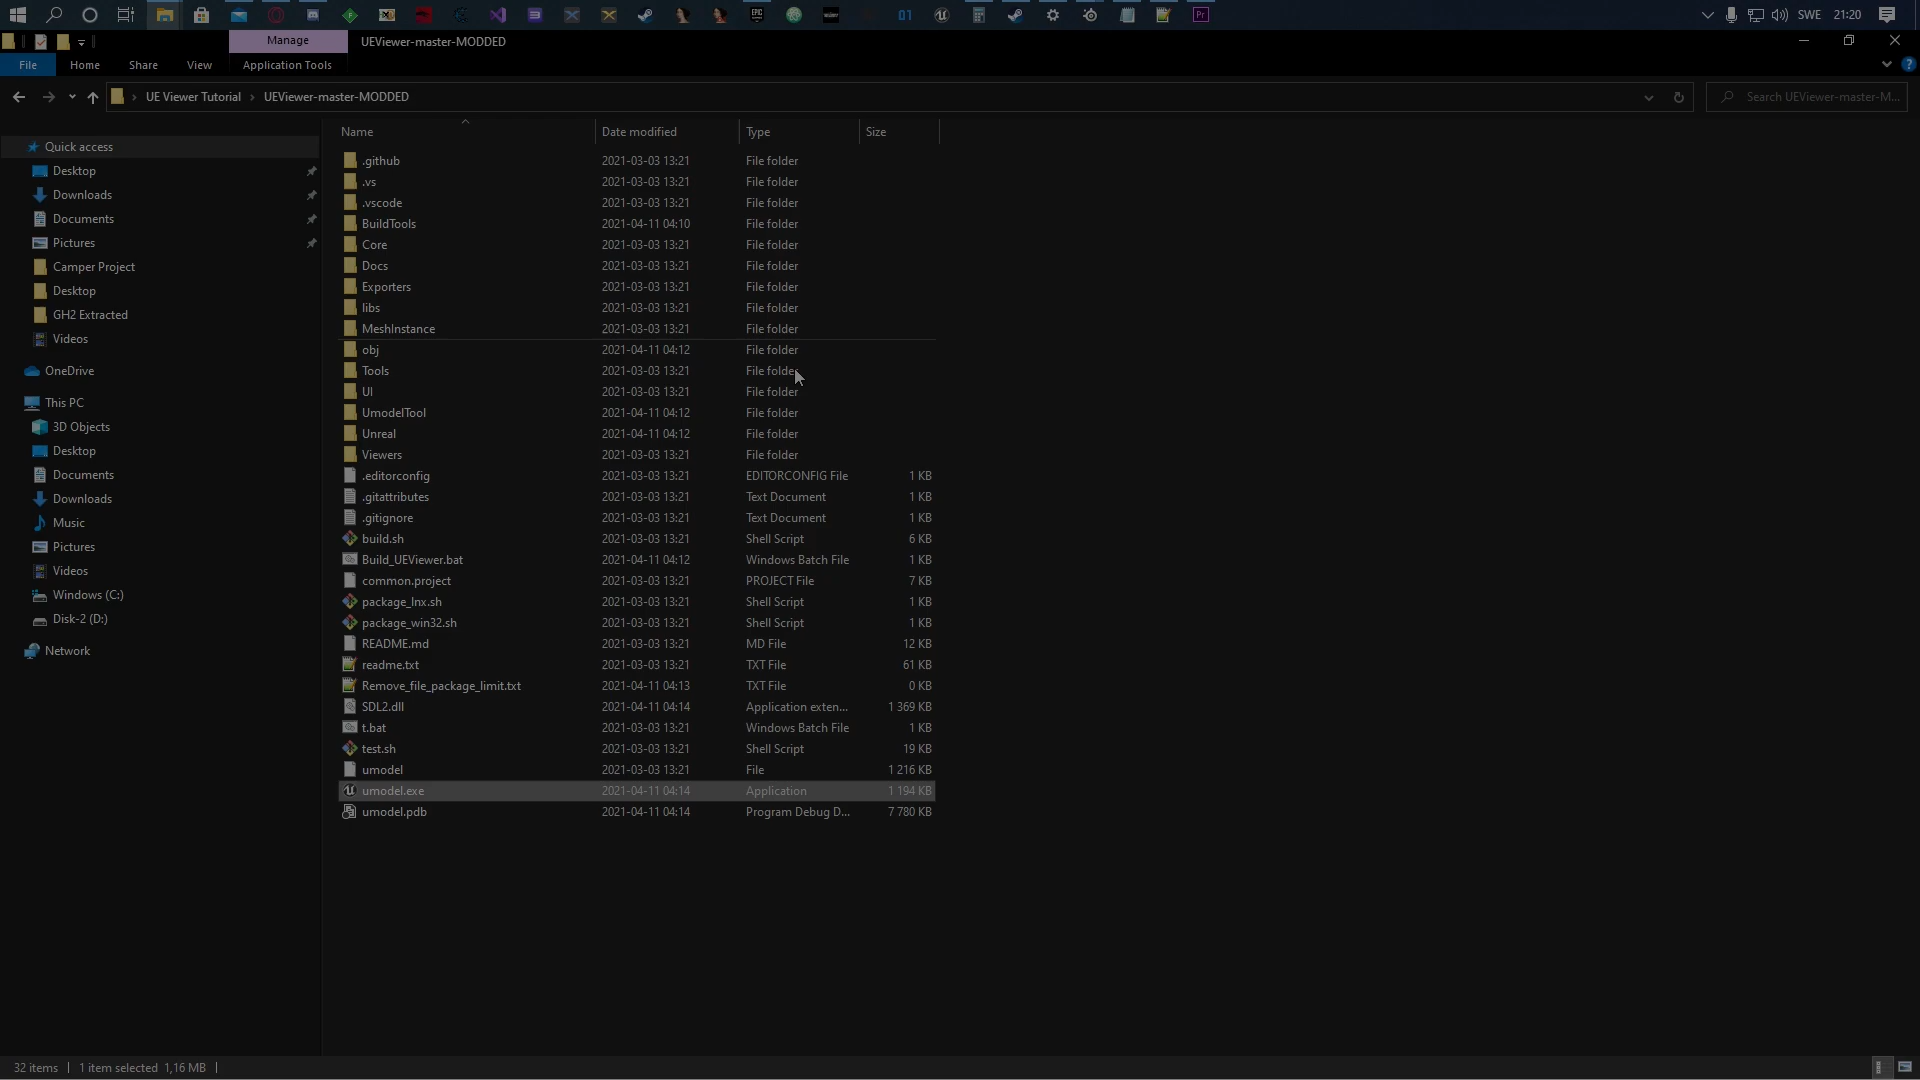 SWE 21:20
Manage UEViewer-master-MODDED
File Home Share View Application Tools
UE Viewer Tutorial UEViewer-master-MODDED Search UEViewer-master-M...
Name Date modified Type Size
Quick access
Desktop
Downloads
Documents
Pictures
Camper Project
Desktop
GH2 Extracted
Videos
OneDrive
This PC
3D Objects
Desktop
Documents
Downloads
Music
Pictures
Videos
Windows (C:)
Disk-2 (D:)
Network
.github 2021-03-03 13:21 File folder
.vs 2021-03-03 13:21 File folder
.vscode 2021-03-03 13:21 File folder
BuildTools 2021-04-11 04:10 File folder
Core 2021-03-03 13:21 File folder
Docs 2021-03-03 13:21 File folder
Exporters 2021-03-03 13:21 File folder
libs 2021-03-03 13:21 File folder
MeshInstance 2021-03-03 13:21 File folder
obj 2021-04-11 04:12 File folder
Tools 2021-03-03 13:21 File folder
UI 2021-03-03 13:21 File folder
UmodelTool 2021-04-11 04:12 File folder
Unreal 2021-04-11 04:12 File folder
Viewers 2021-03-03 13:21 File folder
.editorconfig 2021-03-03 13:21 EDITORCONFIG File 1 KB
.gitattributes 2021-03-03 13:21 Text Document 1 KB
.gitignore 2021-03-03 13:21 Text Document 1 KB
build.sh 2021-03-03 13:21 Shell Script 6 KB
Build_UEViewer.bat 2021-04-11 04:12 Windows Batch File 1 KB
common.project 2021-03-03 13:21 PROJECT File 7 KB
package_lnx.sh 2021-03-03 13:21 Shell Script 1 KB
package_win32.sh 2021-03-03 13:21 Shell Script 1 KB
README.md 2021-03-03 13:21 MD File 12 KB
readme.txt 2021-03-03 13:21 TXT File 61 KB
Remove_file_package_limit.txt 2021-04-11 04:13 TXT File 0 KB
SDL2.dll 2021-04-11 04:14 Application exten... 1 369 KB
t.bat 2021-03-03 13:21 Windows Batch File 1 KB
test.sh 2021-03-03 13:21 Shell Script 19 KB
umodel 2021-03-03 13:21 File 1 216 KB
umodel.exe 2021-04-11 04:14 Application 1 194 KB
umodel.pdb 2021-04-11 04:14 Program Debug D... 7 780 KB
32 items 1 item selected 1,16 MB